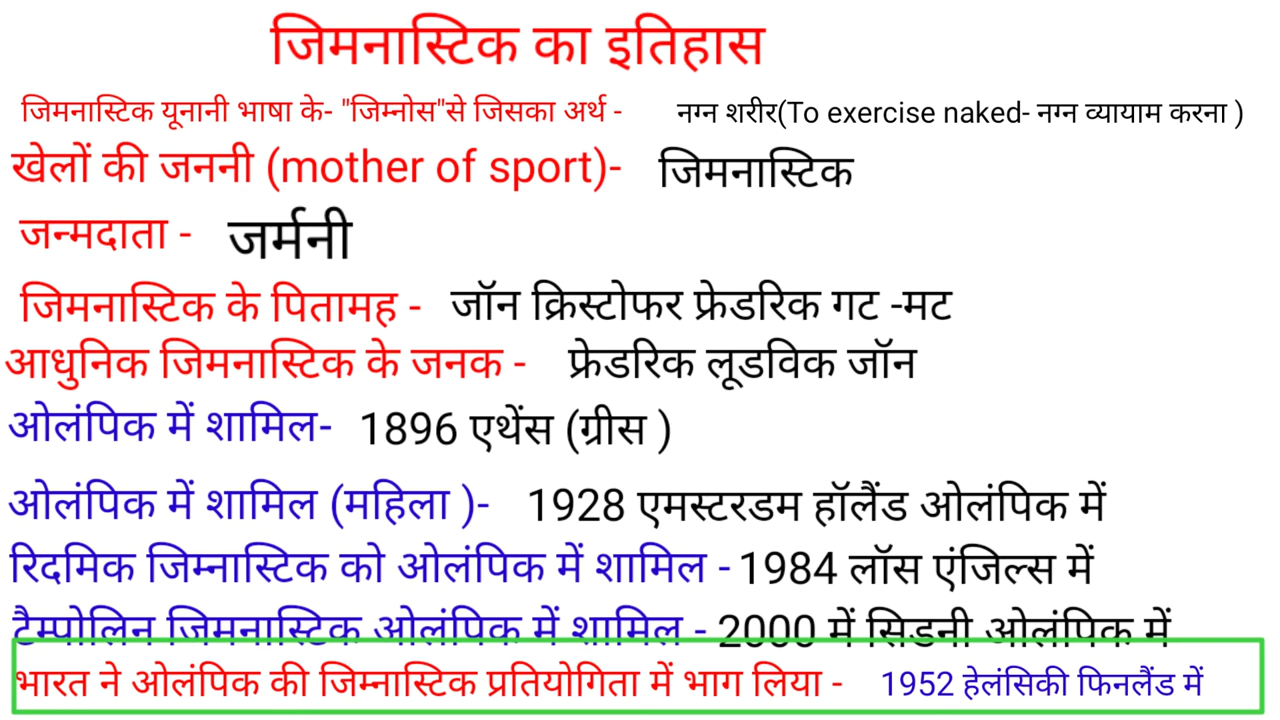 जिमनास्टिक का इतिहास
जिमनास्टिक यूनानी भाषा के- "जिम्नोस"से जिसका अर्थ - नग्न शरीर(To exercise naked- नग्न व्यायाम करना )
खेलों की जननी (mother of sport)- जिमनास्टिक
जन्मदाता - जर्मनी
जिमनास्टिक के पितामह - जॉन क्रिस्टोफर फ्रेडरिक गट -मट
आधुनिक जिमनास्टिक के जनक - फ्रेडरिक लूडविक जॉन
ओलंपिक में शामिल- 1896 एथेंस (ग्रीस )
ओलंपिक में शामिल (महिला )- 1928 एमस्टरडम हॉलैंड ओलंपिक में
रिदमिक जिम्नास्टिक को ओलंपिक में शामिल - 1984 लॉस एंजिल्स में
टैम्पोलिन जिमनास्टिक ओलंपिक में शामिल - 2000 में सिडनी ओलंपिक में
भारत ने ओलंपिक की जिम्नास्टिक प्रतियोगिता में भाग लिया - 1952 हेलंसिकी फिनलैंड में